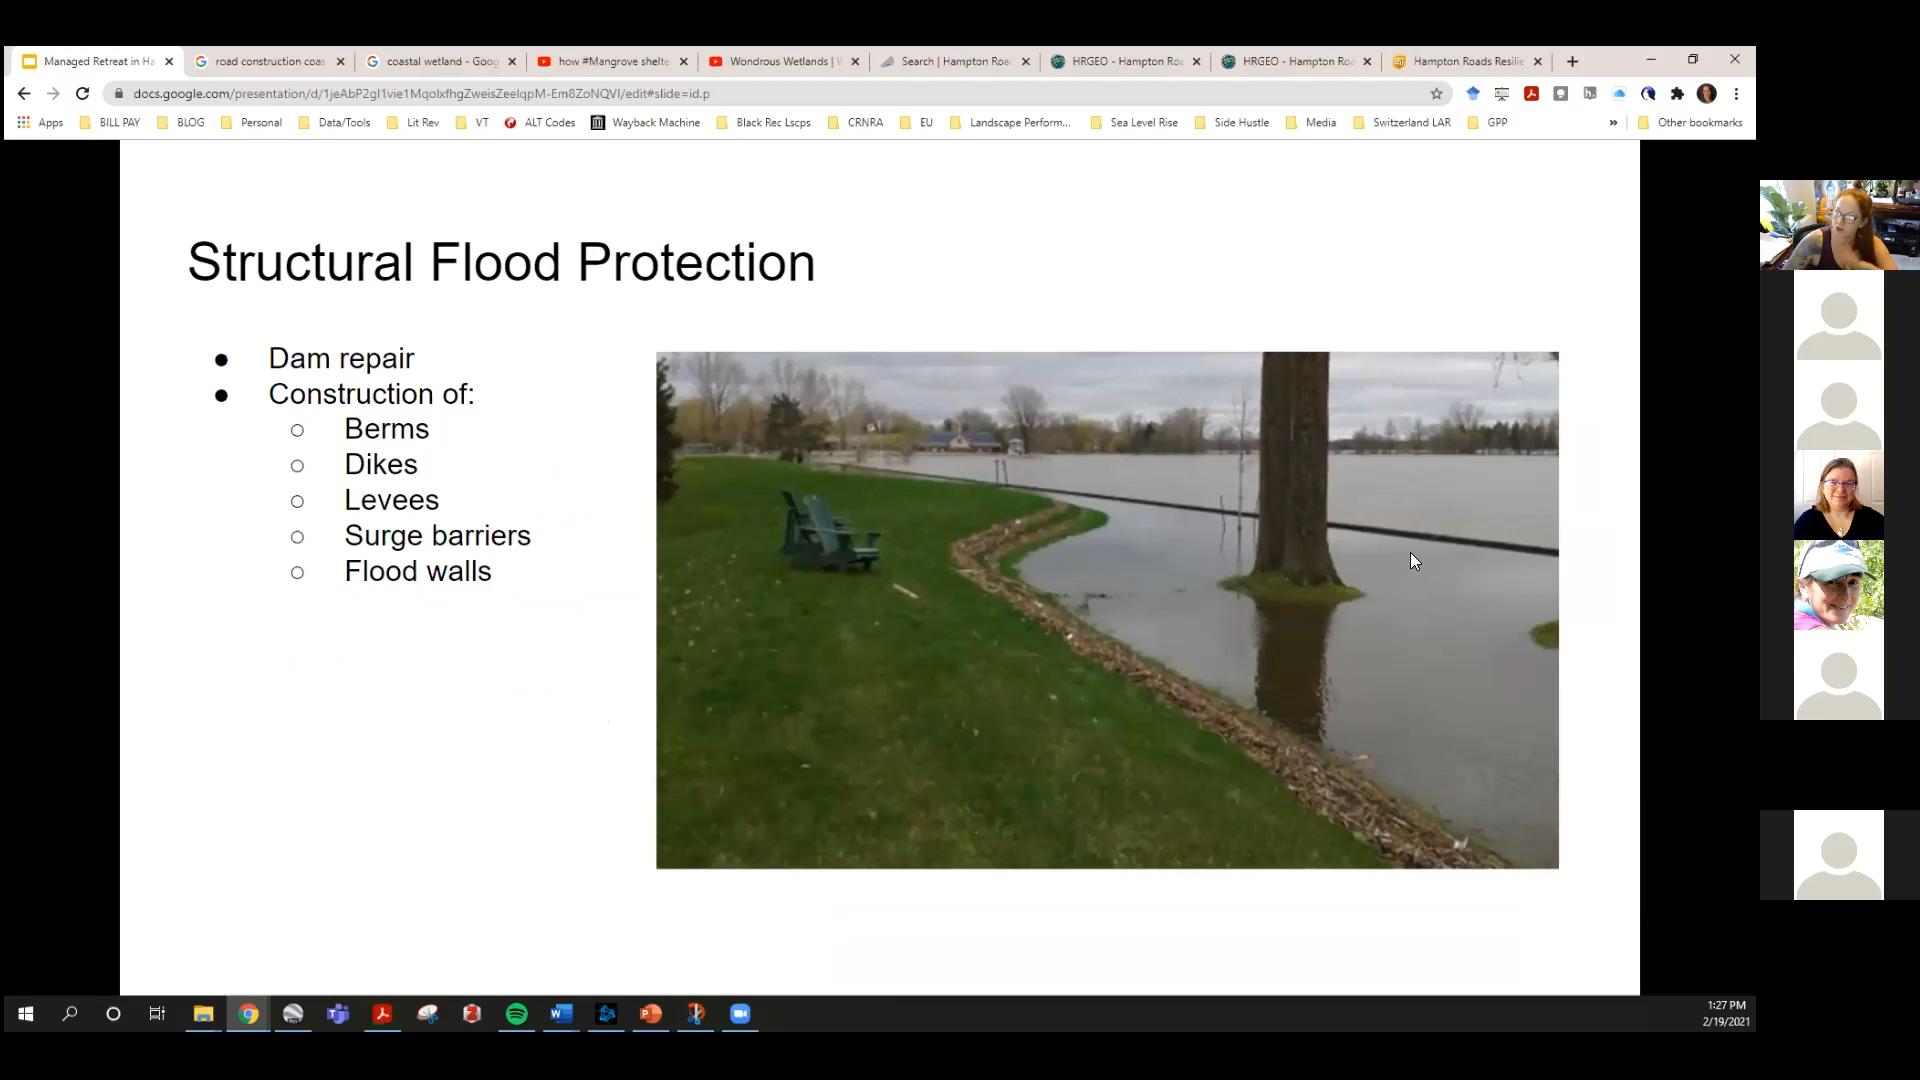 Managed Retreat in Ha
road construction coa
coastal wetland - Goog
how #Mangrove shelte
Wondrous Wetlands | V
Search | Hampton Roa
HRGEO - Hampton Roa
HRGEO - Hampton Roa
Hampton Roads Resilie
docs.google.com/presentation/d/1jeAbP2gI1vie1MqolxfhgZweisZeeIqpM-Em8ZoNQVI/edit#slide=id.p
Apps BILL PAY BLOG Personal Data/Tools Lit Rev VT ALT Codes Wayback Machine Black Rec Lscps CRNRA EU Landscape Perform... Sea Level Rise Side Hustle Media Switzerland LAR GPP » Other bookmarks
Structural Flood Protection
● Dam repair
● Construction of:
○ Berms
○ Dikes
○ Levees
○ Surge barriers
○ Flood walls
1:27 PM
2/19/2021